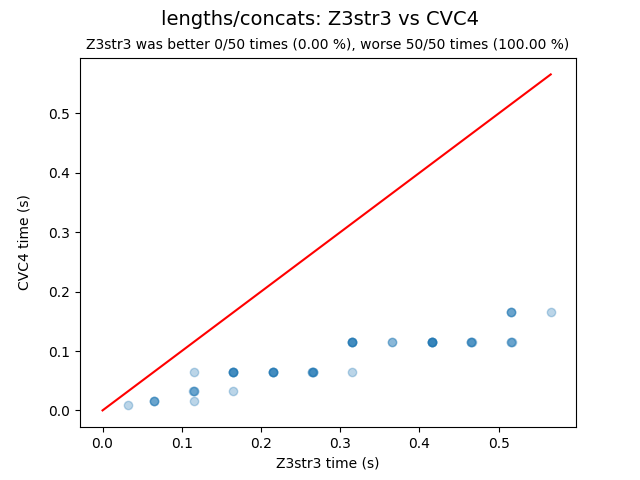 lengths/concats: Z3str3 vs CVC4
Z3str3 was better 0/50 times (0.00 %), worse 50/50 times (100.00 %)
0.5
0.4
0.3
0.2
0.1
0.0
CVC4 time (s)
0.0 0.1 0.2 0.3 0.4 0.5
Z3str3 time (s)